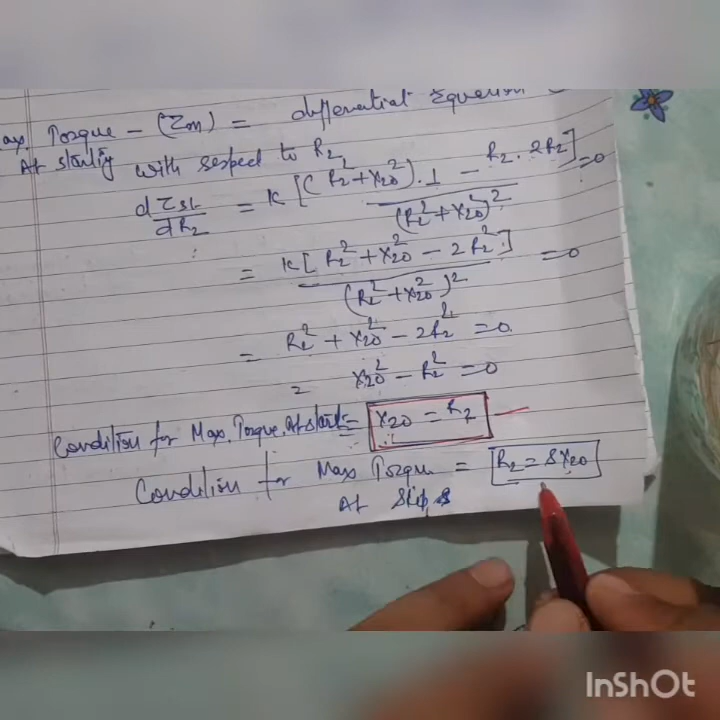 Max. Torque – (Tm) = differential Equation
At starting with respect to R₂
dTst/dR₂ = K[(R₂² + X₂₀²)·1 – R₂·2R₂]/(R₂² + X₂₀²)² = 0
= K[R₂² + X₂₀² – 2R₂²]/(R₂² + X₂₀²)² = 0
= R₂² + X₂₀² – 2R₂² = 0
= X₂₀² – R₂² = 0
Condition for Max. Torque. At start = X₂₀ = R₂
Condition for Max Torque = R₂ = SX₂₀
At Slip s
InShOt